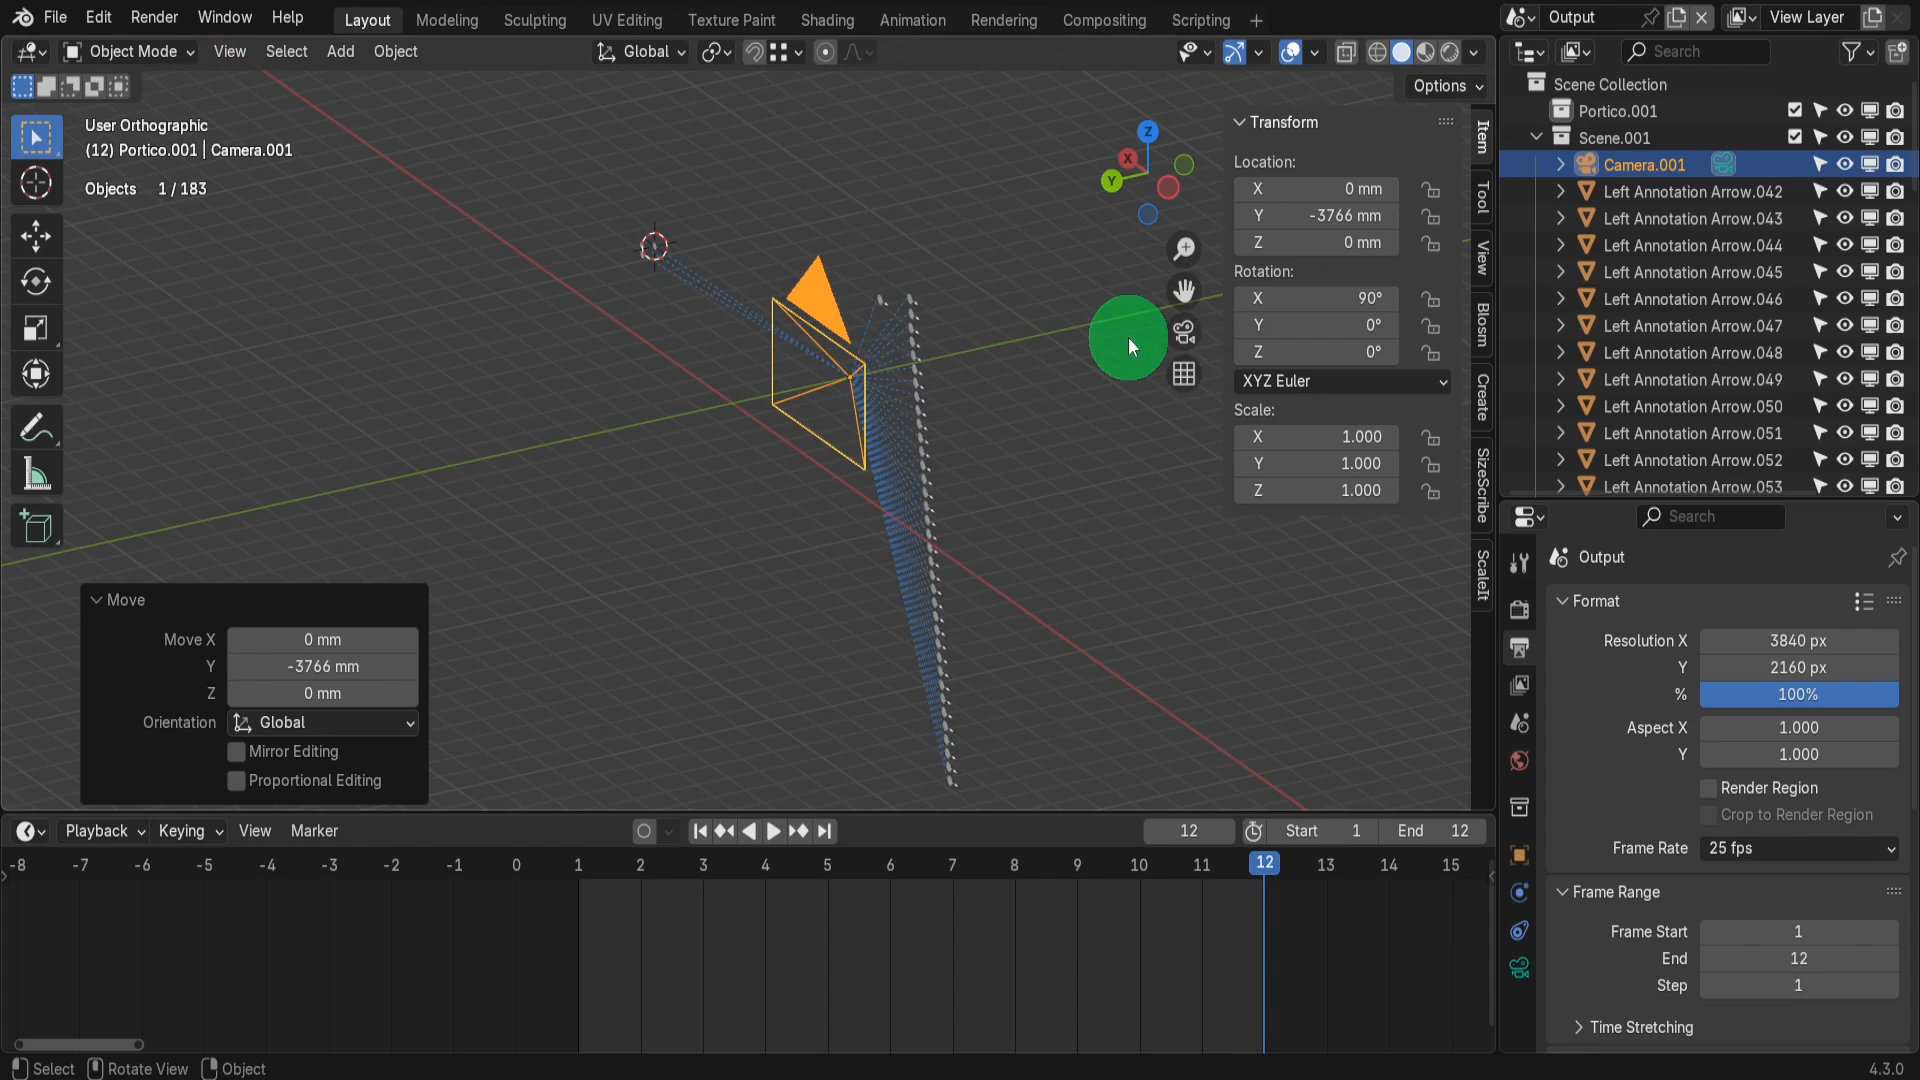 File Edit Render Window Help Layout Modeling Sculpting UV Editing Texture Paint Shading Animation Rendering Compositing Scripting + Output View Layer
Object Mode View Select Add Object Global Search
Options
User Orthographic
(12) Portico.001 | Camera.001
Objects 1 / 183
Z
X
Y
Transform
Location:
X 0 mm
Y -3766 mm
Z 0 mm
Rotation:
X 90°
Y 0°
Z 0°
XYZ Euler
Scale:
X 1.000
Y 1.000
Z 1.000
Item
Tool
View
Blosm
Create
SizeScribe
ScaleIt
Move
Move X 0 mm
Y -3766 mm
Z 0 mm
Orientation Global
Mirror Editing
Proportional Editing
Scene Collection
Portico.001
Scene.001
Camera.001
Left Annotation Arrow.042
Left Annotation Arrow.043
Left Annotation Arrow.044
Left Annotation Arrow.045
Left Annotation Arrow.046
Left Annotation Arrow.047
Left Annotation Arrow.048
Left Annotation Arrow.049
Left Annotation Arrow.050
Left Annotation Arrow.051
Left Annotation Arrow.052
Left Annotation Arrow.053
Search
Output
Format
Resolution X 3840 px
Y 2160 px
% 100%
Aspect X 1.000
Y 1.000
Render Region
Crop to Render Region
Frame Rate 25 fps
Frame Range
Frame Start 1
End 12
Step 1
Time Stretching
Playback Keying View Marker 12 Start 1 End 12
-8 -7 -6 -5 -4 -3 -2 -1 0 1 2 3 4 5 6 7 8 9 10 11 12 13 14 15
Select Rotate View Object 4.3.0